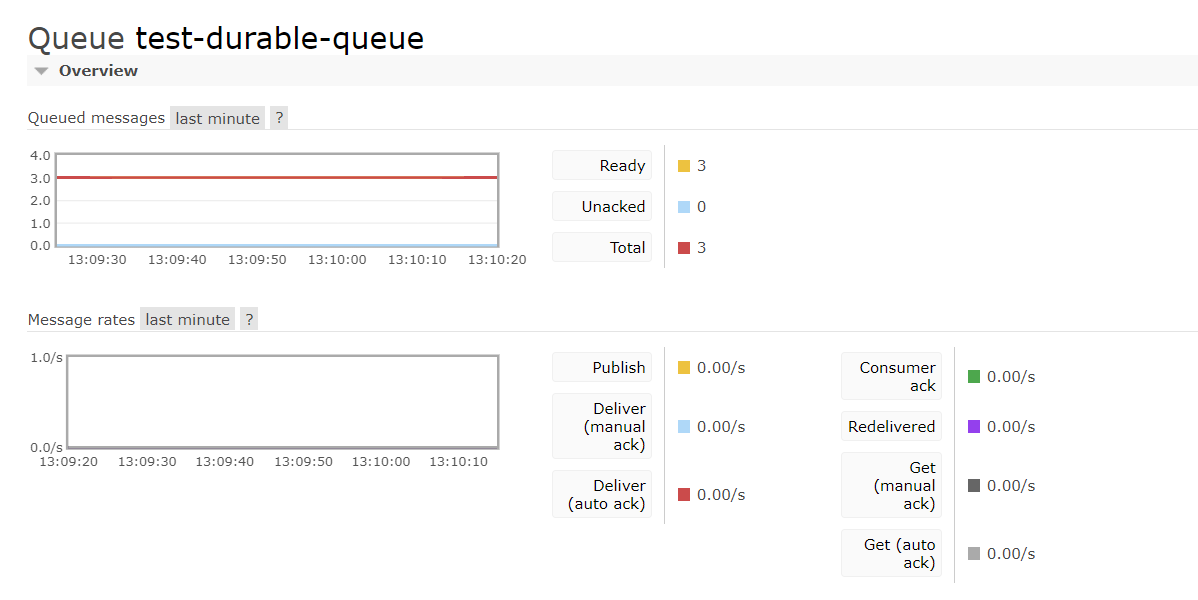 Queue test-durable-queue
Overview
Queued messages last minute ?
4.0
3.0
2.0
1.0
0.0
13:09:30 13:09:40 13:09:50 13:10:00 13:10:10 13:10:20
Ready 3
Unacked 0
Total 3
Message rates last minute ?
1.0/s
0.0/s
13:09:20 13:09:30 13:09:40 13:09:50 13:10:00 13:10:10
Publish 0.00/s
Deliver
(manual 0.00/s
ack)
Deliver
(auto ack) 0.00/s
Consumer
ack 0.00/s
Redelivered 0.00/s
Get
(manual 0.00/s
ack)
Get (auto
ack) 0.00/s